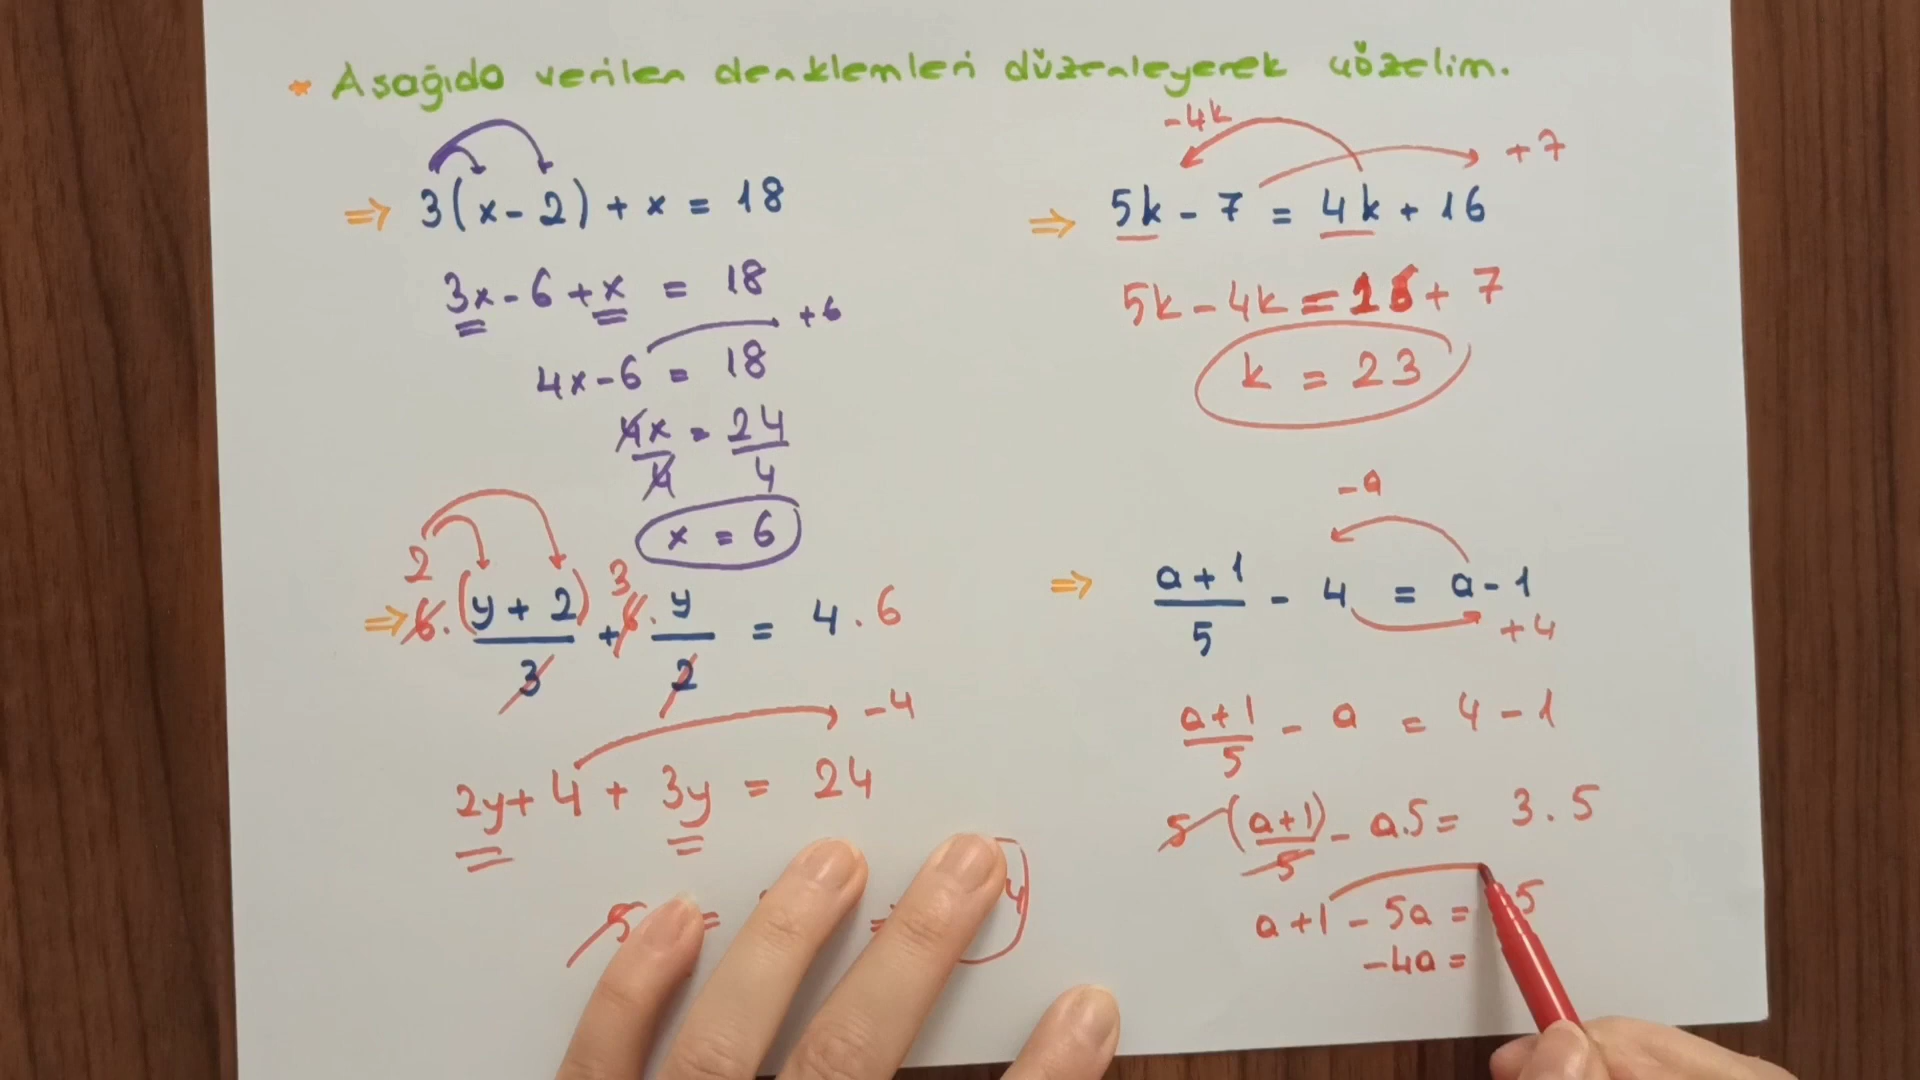 * Aşağıda verilen denklemleri düzenleyerek çözelim.
⇒ 3(x-2) + x = 18
3x - 6 + x = 18
+6
4x - 6 = 18
4x/4 = 24/4
x = 6
-4k
+7
⇒ 5k - 7 = 4k + 16
5k - 4k = 16 + 7
k = 23
2
3
⇒ 6. (y + 2)/3 + 6. y/2 = 4 . 6
-4
2y + 4 + 3y = 24
5
=
4
-a
⇒ (a + 1)/5 - 4 = a - 1
+4
(a+1)/5 - a = 4 - 1
5 (a+1)/5 - a.5 = 3 . 5
a + 1 - 5a = 5
-4a =